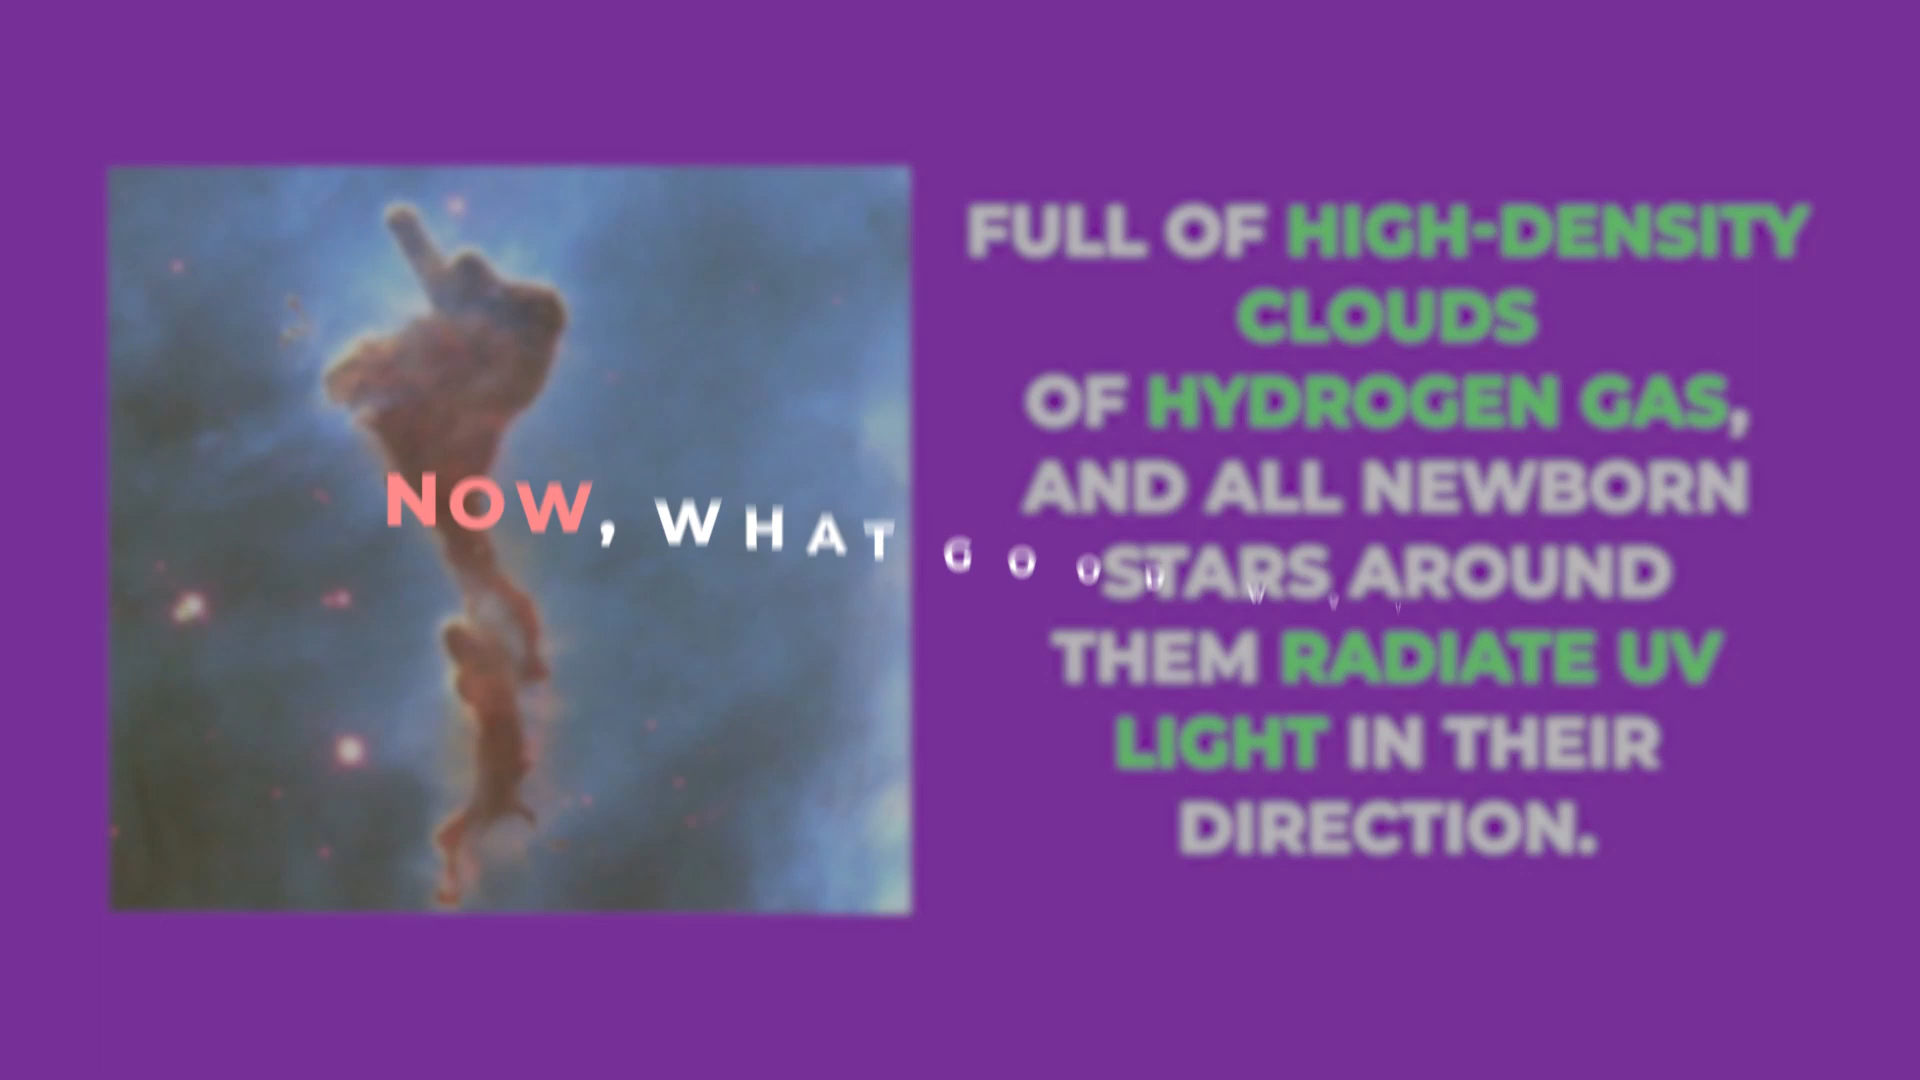 FULL OF HIGH-DENSITY
CLOUDS
OF HYDROGEN GAS,
AND ALL NEWBORN
STARS AROUND
THEM RADIATE UV
LIGHT IN THEIR
DIRECTION.
NOW, WHAT GOOD